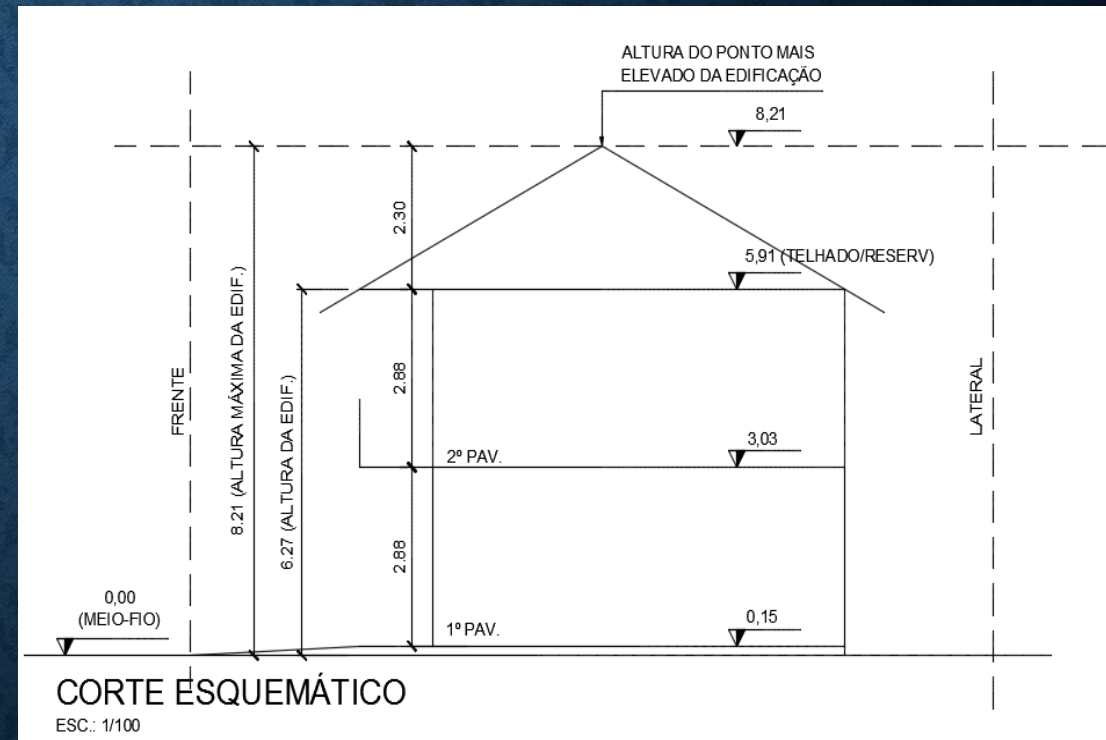 ALTURA DO PONTO MAIS
ELEVADO DA EDIFICAÇÃO
8,21
2.30
5,91 (TELHADO/RESERV)
8.21 (ALTURA MÁXIMA DA EDIF.)
6.27 (ALTURA DA EDIF.)
FRENTE
2.88
LATERAL
2º PAV.
3,03
2.88
0,00
(MEIO-FIO)
1º PAV.
0,15
CORTE ESQUEMÁTICO
ESC.: 1/100